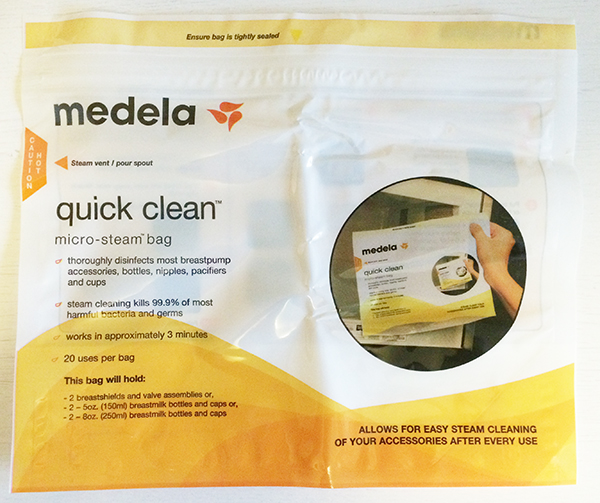 Ensure bag is tightly sealed
medela
CAUTION
HOT
Steam vent / pour spout
quick clean™
micro-steam™ bag
thoroughly disinfects most breastpump
accessories, bottles, nipples, pacifiers
and cups
steam cleaning kills 99.9% of most
harmful bacteria and germs
works in approximately 3 minutes
20 uses per bag
This bag will hold:
- 2 breastshields and valve assemblies or,
- 2 – 5oz. (150ml) breastmilk bottles and caps or,
- 2 – 8oz. (250ml) breastmilk bottles and caps
medela
quick clean
ALLOWS FOR EASY STEAM CLEANING
OF YOUR ACCESSORIES AFTER EVERY USE